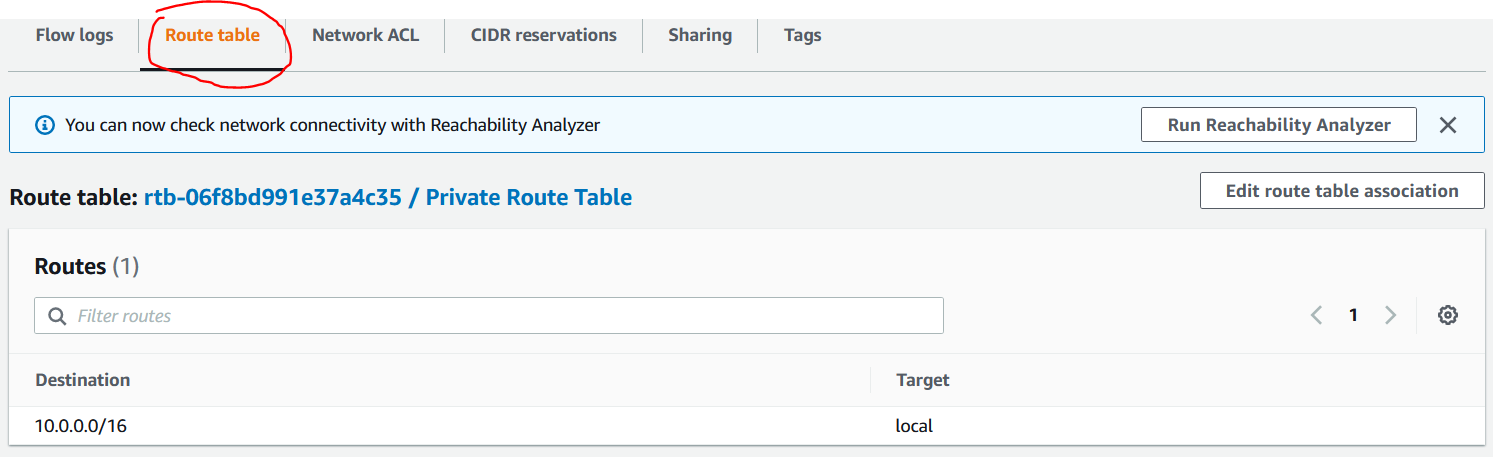 Flow logs Route table Network ACL CIDR reservations Sharing Tags
You can now check network connectivity with Reachability Analyzer Run Reachability Analyzer
Route table: rtb-06f8bd991e37a4c35 / Private Route Table Edit route table association
Routes (1)
Filter routes 1
Destination Target
10.0.0.0/16 local